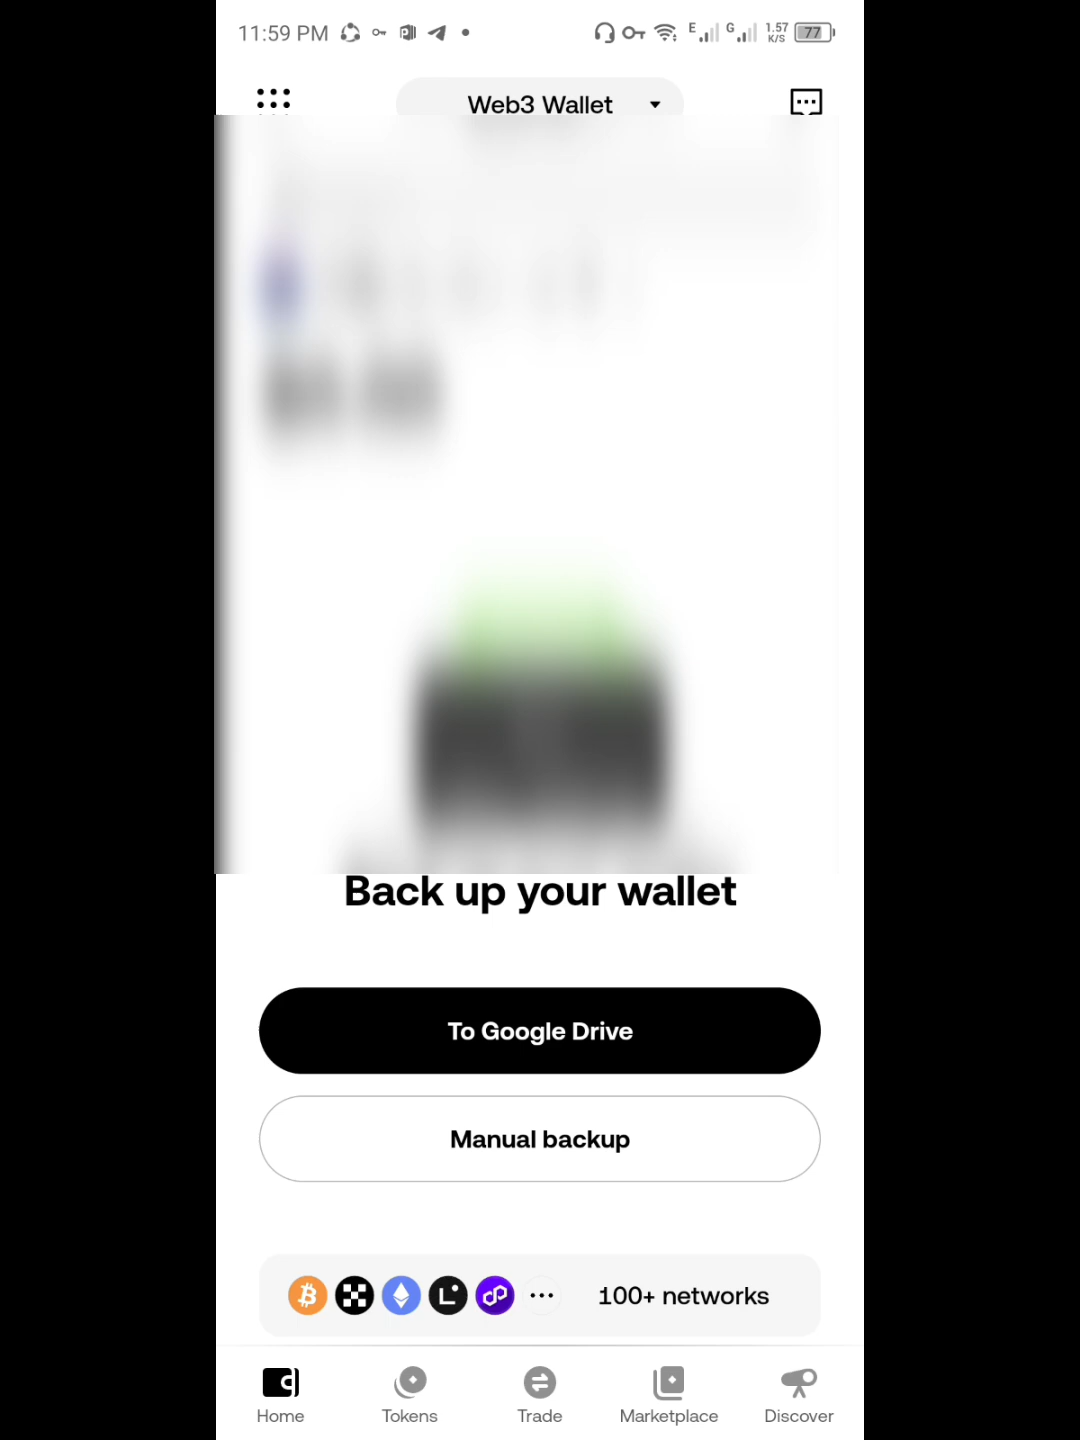 11:59 PM E G 1.57 K/S 77
Web3 Wallet
Back up your wallet
To Google Drive
Manual backup
100+ networks
Home Tokens Trade Marketplace Discover